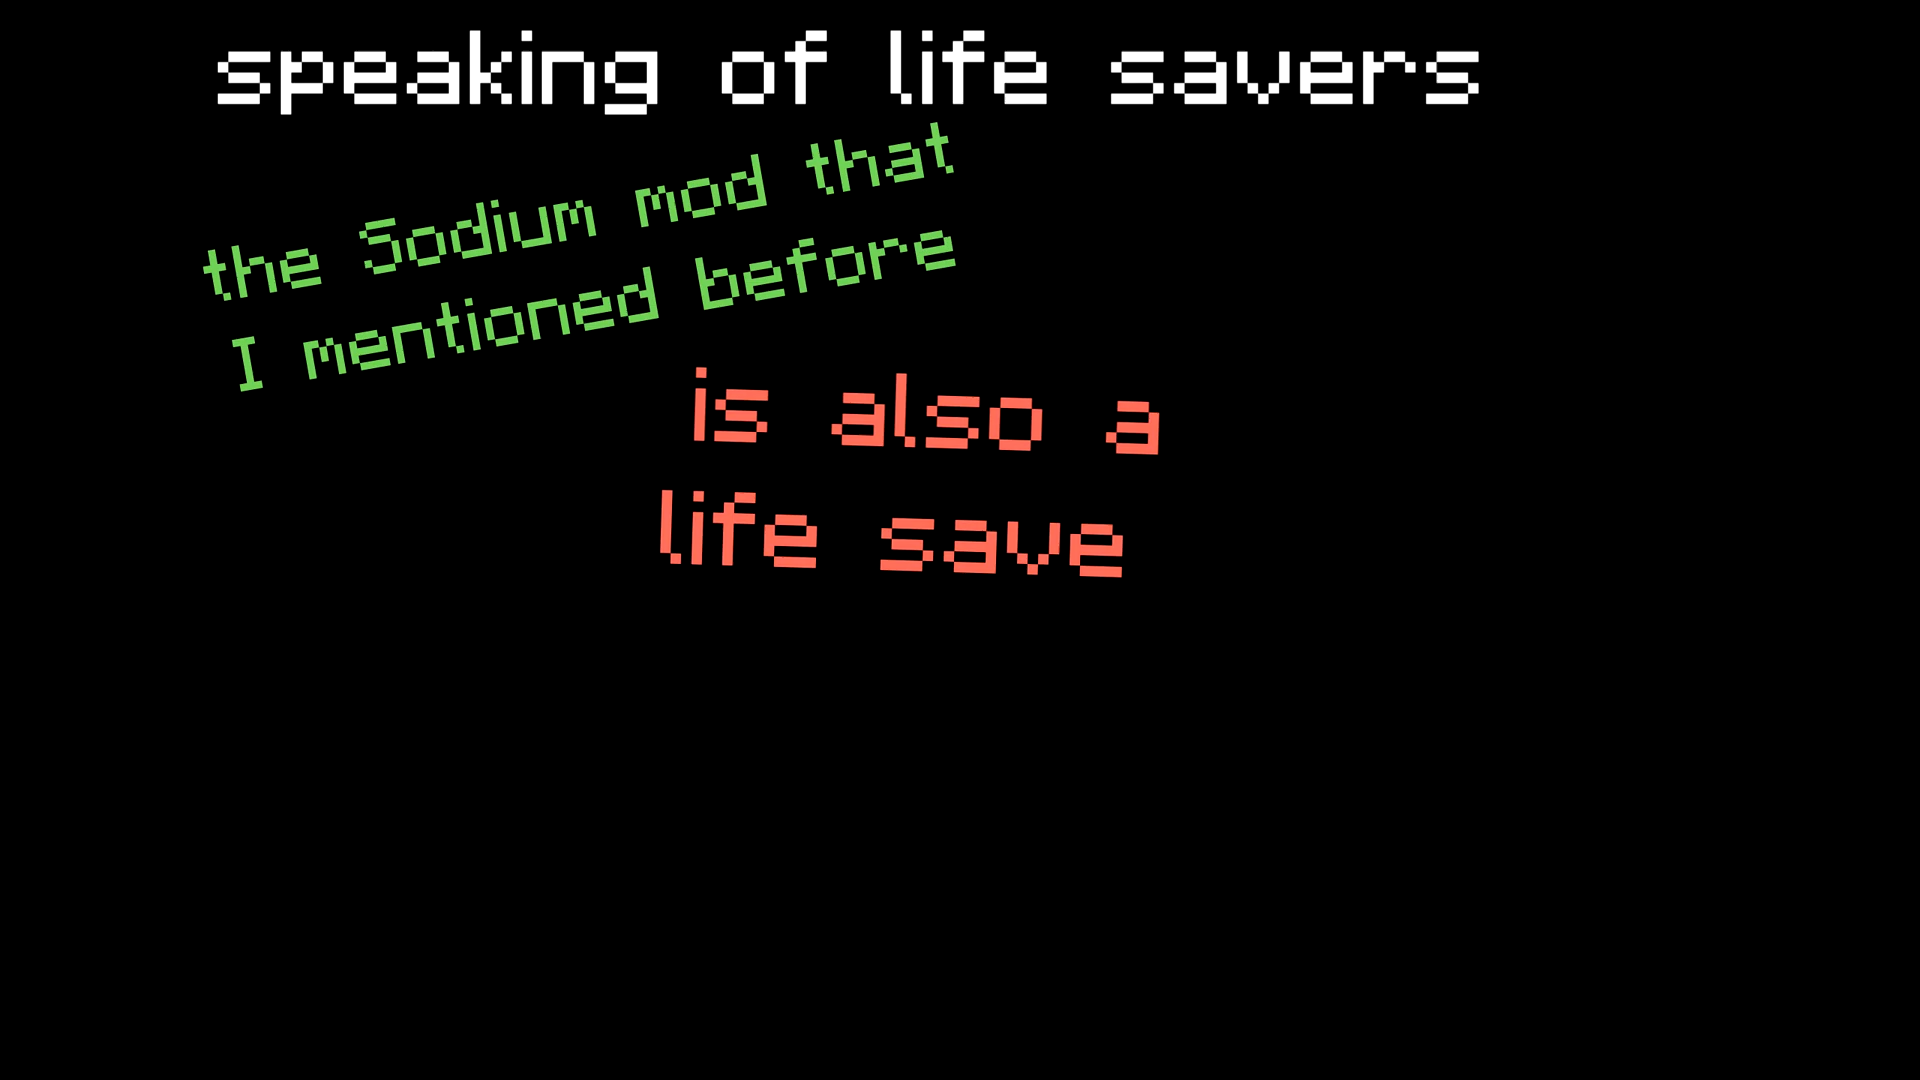 speaking of life savers
the Sodium mod that
I mentioned before
is also a
life save